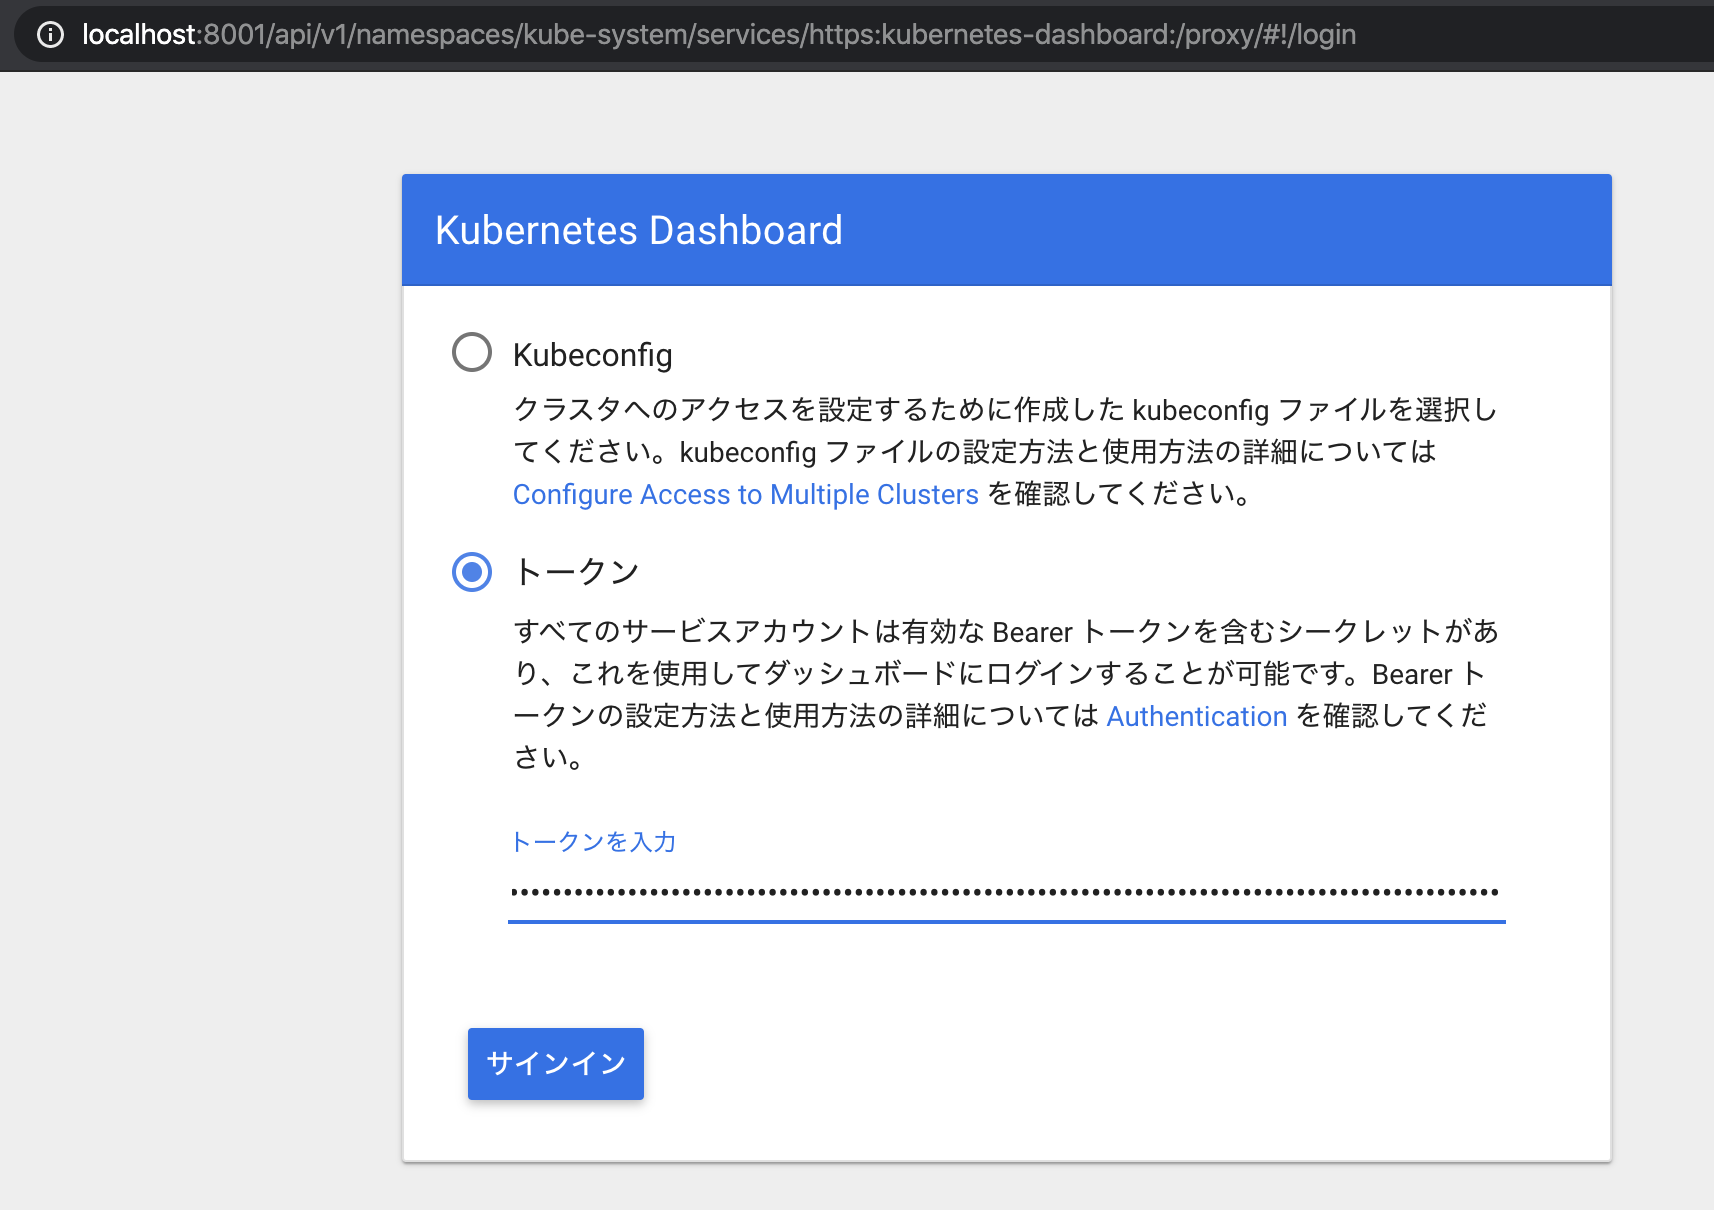 localhost:8001/api/v1/namespaces/kube-system/services/https:kubernetes-dashboard:/proxy/#!/login
Kubernetes Dashboard
Kubeconfig
クラスタへのアクセスを設定するために作成した kubeconfig ファイルを選択し
てください。kubeconfig ファイルの設定方法と使用方法の詳細については
Configure Access to Multiple Clusters を確認してください。
トークン
すべてのサービスアカウントは有効な Bearer トークンを含むシークレットがあ
り、これを使用してダッシュボードにログインすることが可能です。Bearer ト
ークンの設定方法と使用方法の詳細については Authentication を確認してくだ
さい。
トークンを入力
サインイン